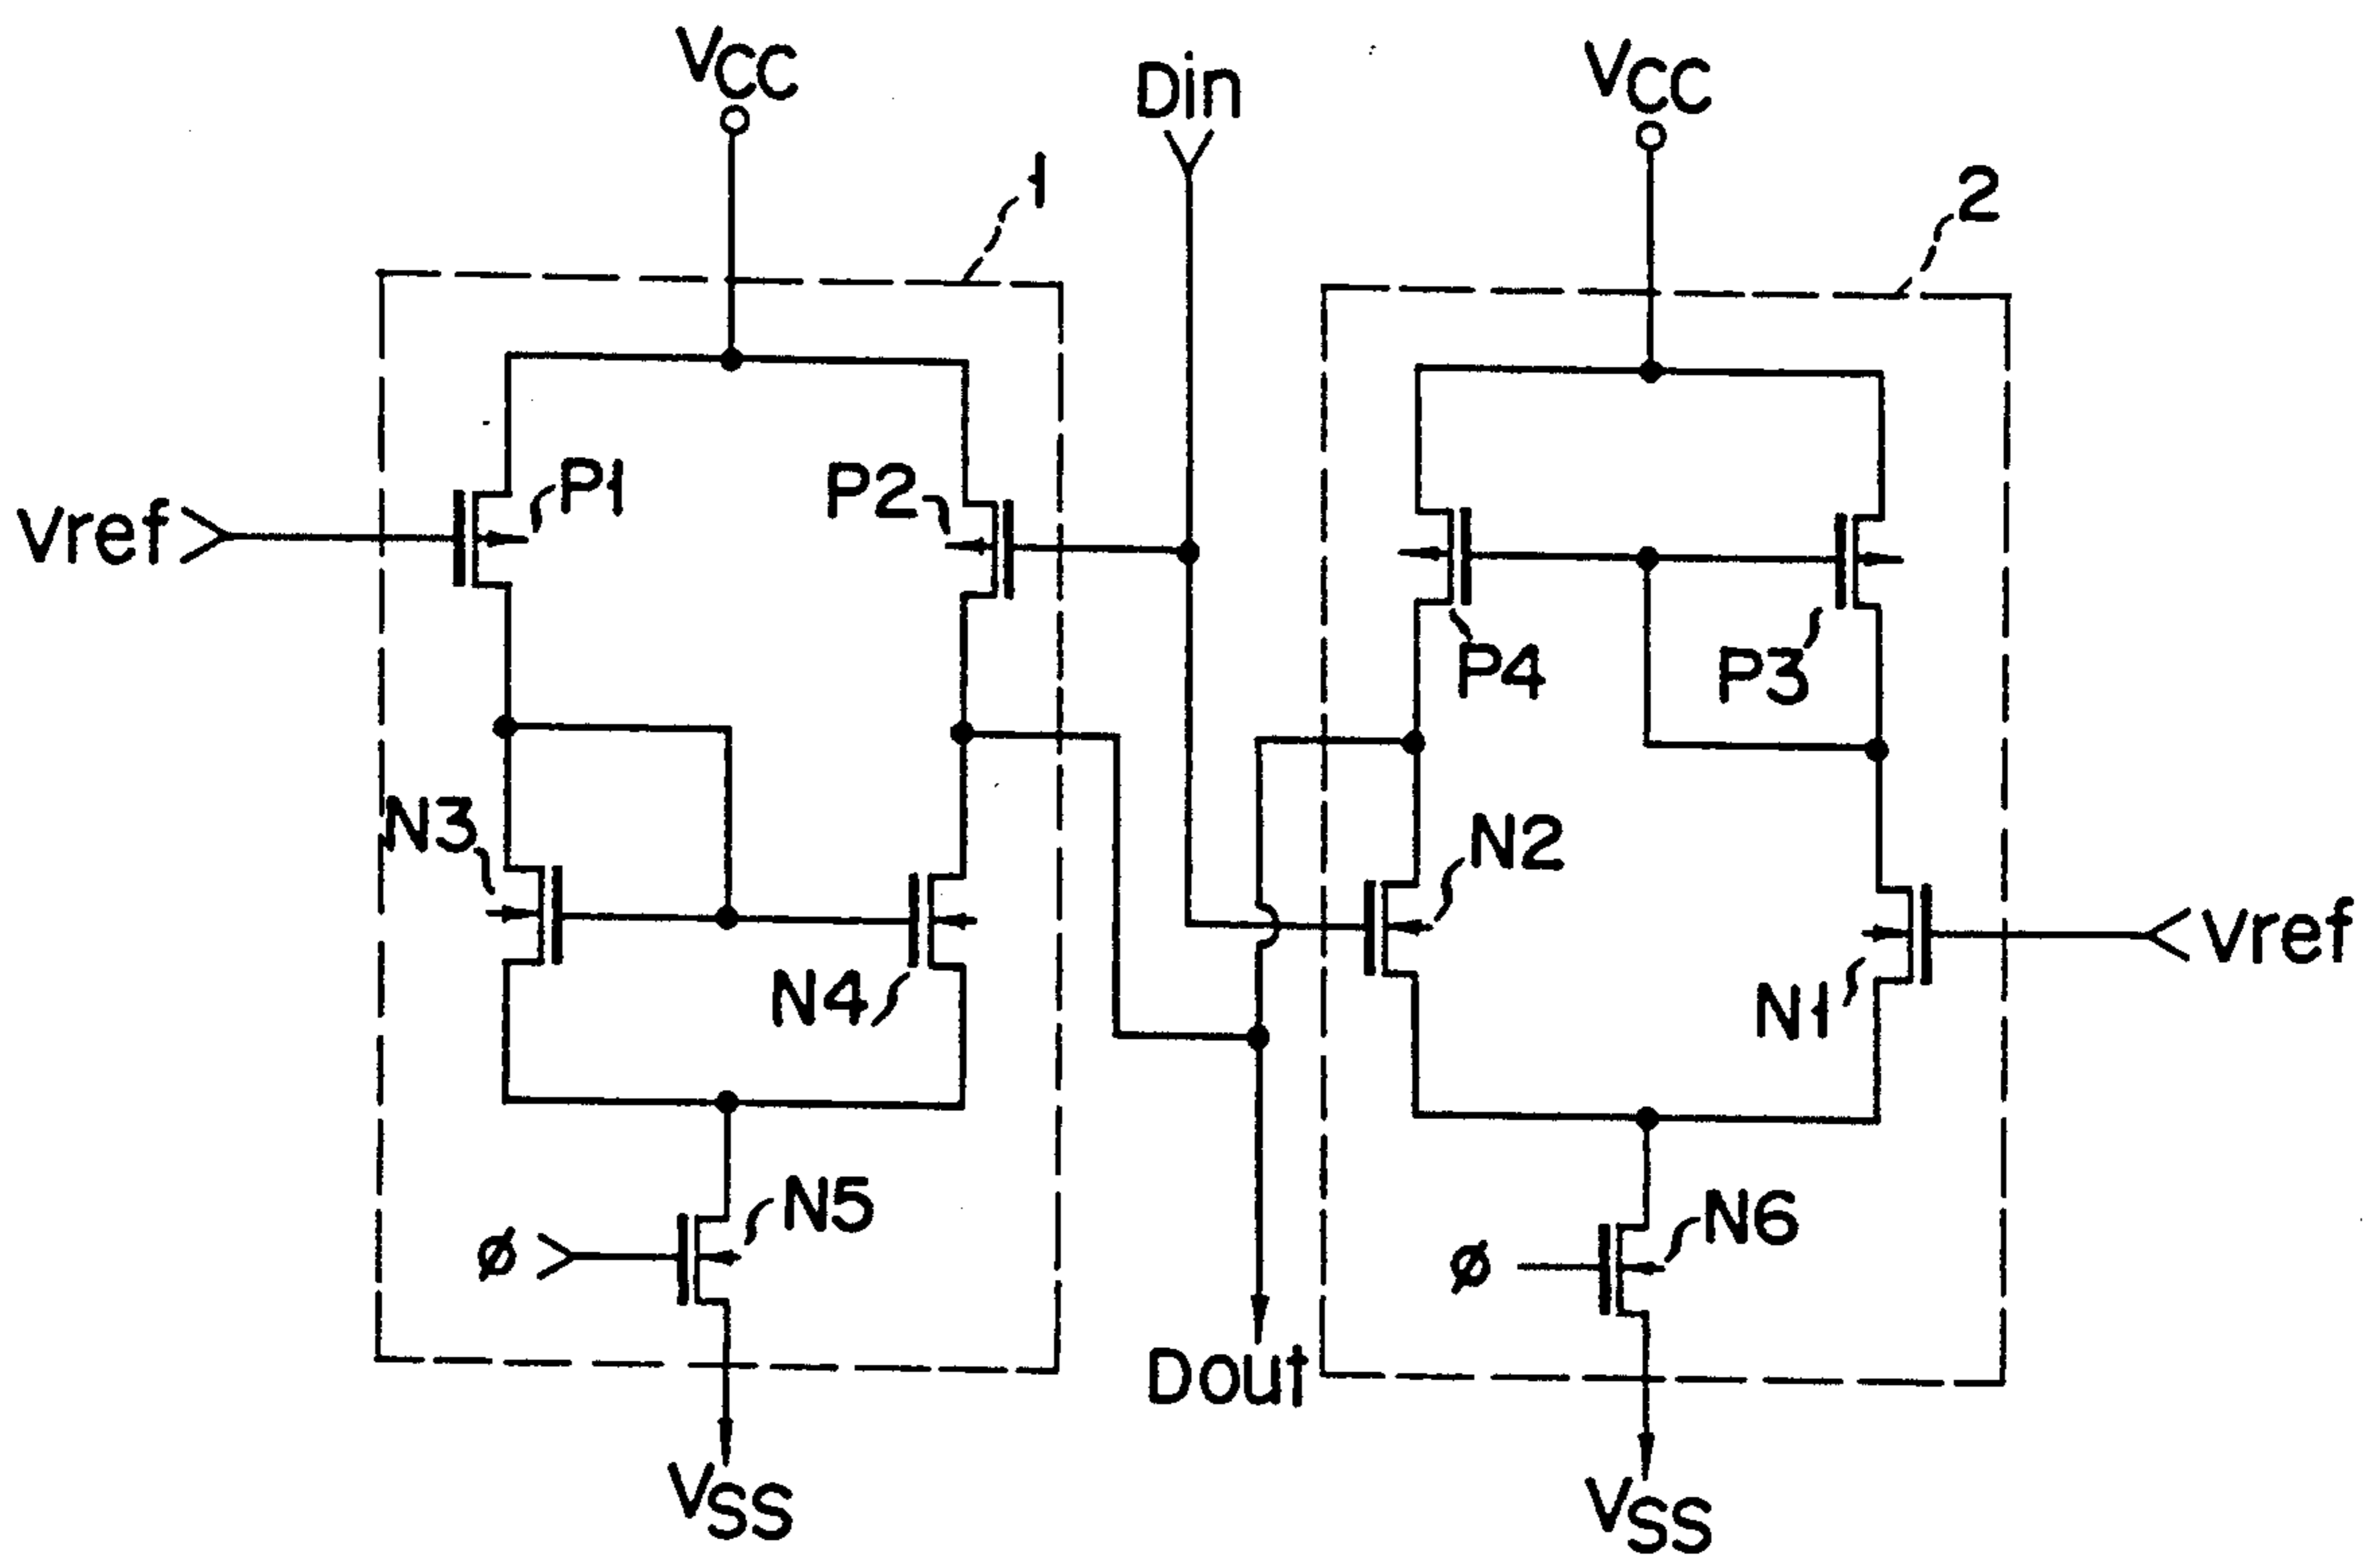 VCC
Din
VCC
1
2
P1
P2
Vref
P4
P3
N3
N2
Vref
N4
N1
N5
N6
ø
ø
Dout
VSS
VSS